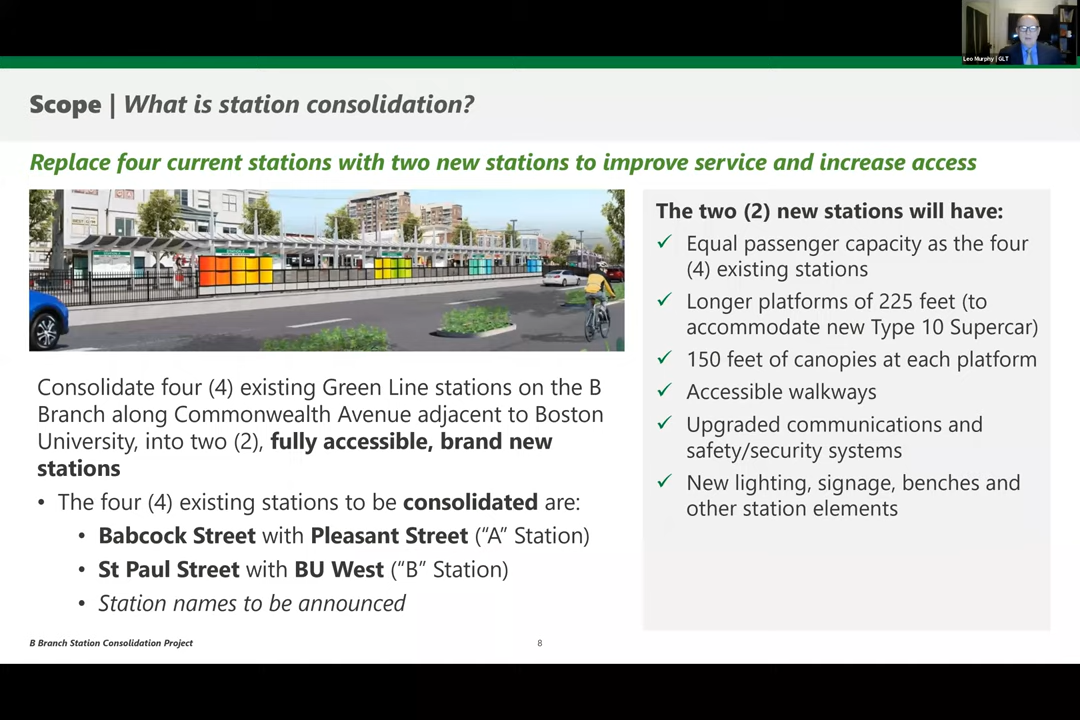 Leo Murphy | GLT
Scope | What is station consolidation?
Replace four current stations with two new stations to improve service and increase access
Consolidate four (4) existing Green Line stations on the B
Branch along Commonwealth Avenue adjacent to Boston
University, into two (2), fully accessible, brand new
stations
• The four (4) existing stations to be consolidated are:
• Babcock Street with Pleasant Street (“A” Station)
• St Paul Street with BU West (“B” Station)
• Station names to be announced
The two (2) new stations will have:
✓ Equal passenger capacity as the four
(4) existing stations
✓ Longer platforms of 225 feet (to
accommodate new Type 10 Supercar)
✓ 150 feet of canopies at each platform
✓ Accessible walkways
✓ Upgraded communications and
safety/security systems
✓ New lighting, signage, benches and
other station elements
B Branch Station Consolidation Project
8